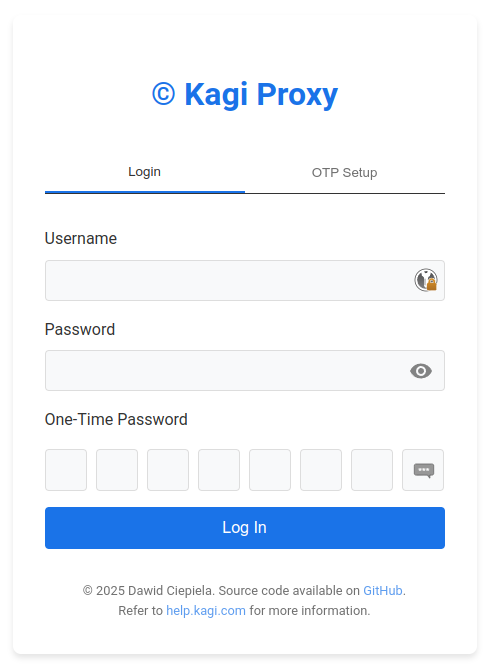 © Kagi Proxy
Login
OTP Setup
Username
Password
One-Time Password
Log In
© 2025 Dawid Ciepiela. Source code available on GitHub.
Refer to help.kagi.com for more information.